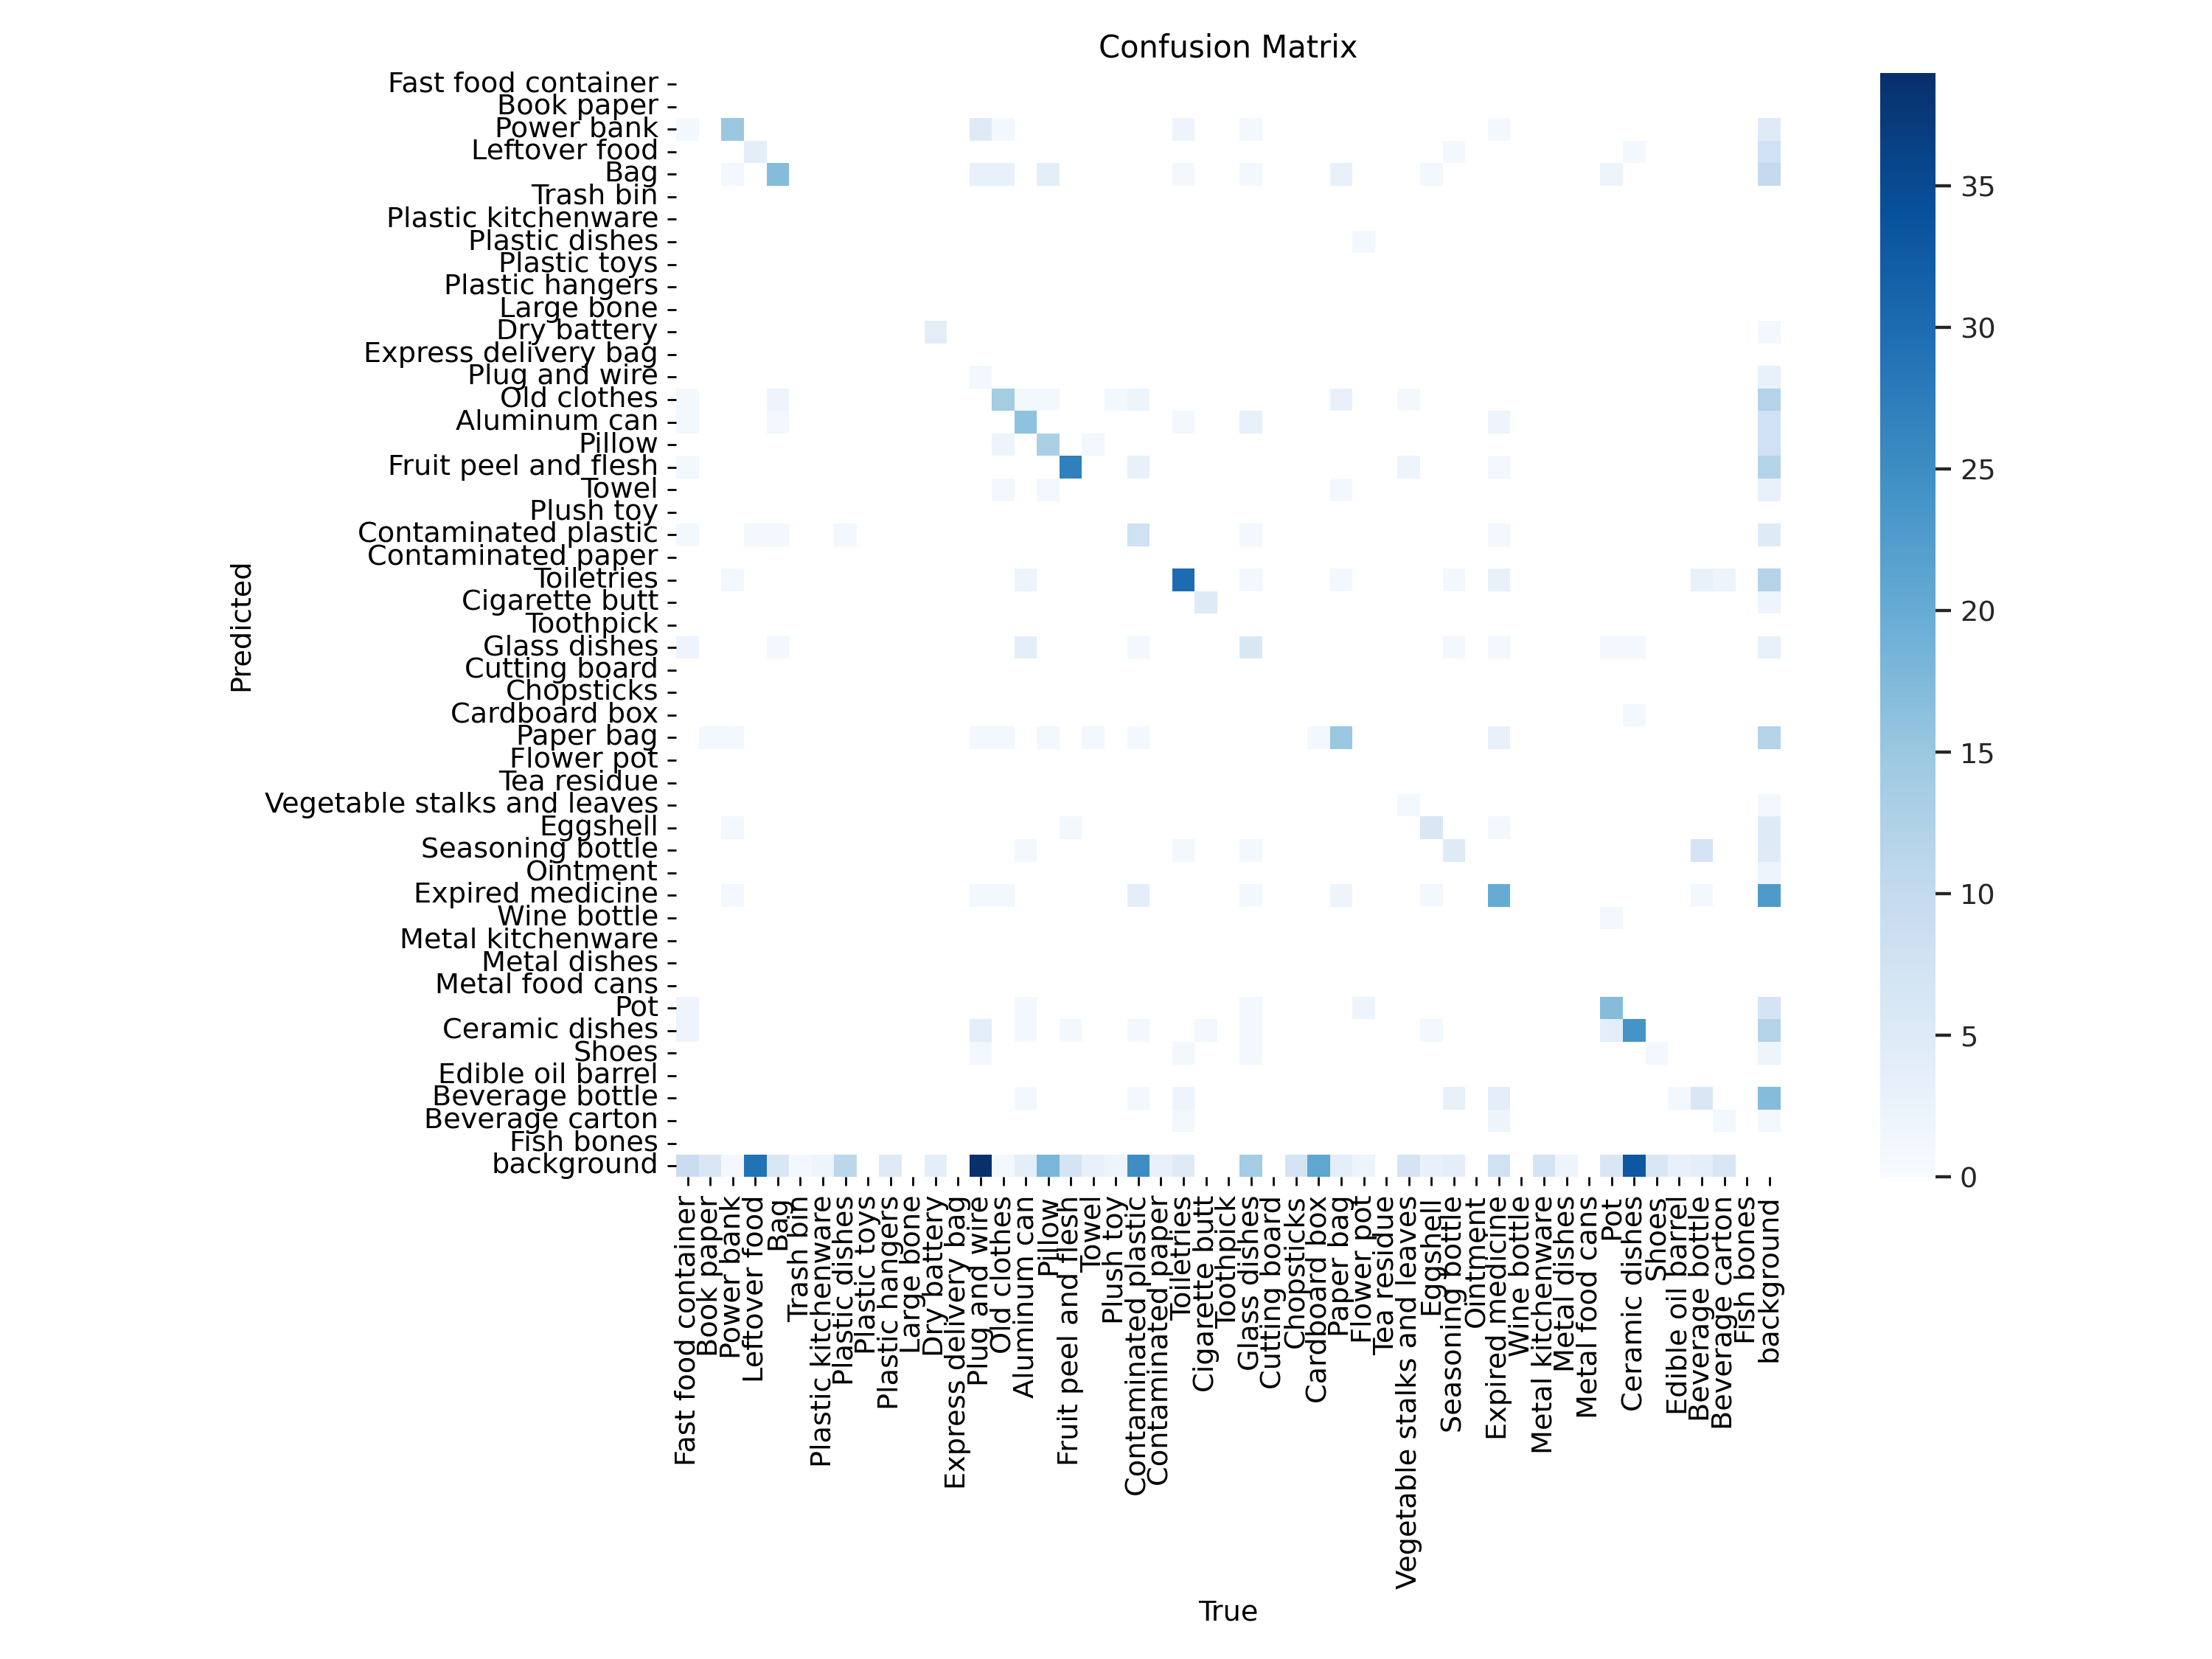 Confusion Matrix
Fast food container
Book paper
Power bank
Leftover food
Bag
Trash bin
Plastic kitchenware
Plastic dishes
Plastic toys
Plastic hangers
Large bone
Dry battery
Express delivery bag
Plug and wire
Old clothes
Aluminum can
Pillow
Fruit peel and flesh
Towel
Plush toy
Contaminated plastic
Contaminated paper
Toiletries
Cigarette butt
Toothpick
Glass dishes
Cutting board
Chopsticks
Cardboard box
Paper bag
Flower pot
Tea residue
Vegetable stalks and leaves
Eggshell
Seasoning bottle
Ointment
Expired medicine
Wine bottle
Metal kitchenware
Metal dishes
Metal food cans
Pot
Ceramic dishes
Shoes
Edible oil barrel
Beverage bottle
Beverage carton
Fish bones
background
Predicted
Fast food container
Book paper
Power bank
Leftover food
Bag
Trash bin
Plastic kitchenware
Plastic dishes
Plastic toys
Plastic hangers
Large bone
Dry battery
Express delivery bag
Plug and wire
Old clothes
Aluminum can
Pillow
Fruit peel and flesh
Towel
Plush toy
Contaminated plastic
Contaminated paper
Toiletries
Cigarette butt
Toothpick
Glass dishes
Cutting board
Chopsticks
Cardboard box
Paper bag
Flower pot
Tea residue
Vegetable stalks and leaves
Eggshell
Seasoning bottle
Ointment
Expired medicine
Wine bottle
Metal kitchenware
Metal dishes
Metal food cans
Pot
Ceramic dishes
Shoes
Edible oil barrel
Beverage bottle
Beverage carton
Fish bones
background
True
35
30
25
20
15
10
5
0